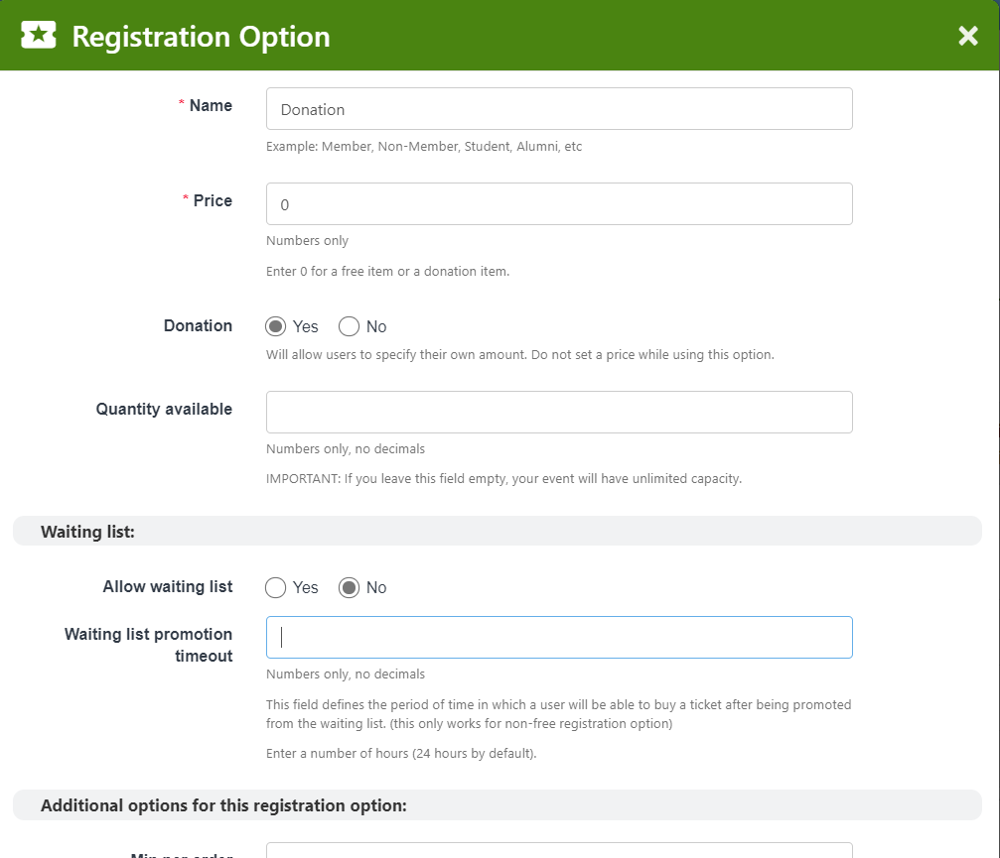 Registration Option
* Name
Donation
Example: Member, Non-Member, Student, Alumni, etc
* Price
0
Numbers only
Enter 0 for a free item or a donation item.
Donation
Yes No
Will allow users to specify their own amount. Do not set a price while using this option.
Quantity available
Numbers only, no decimals
IMPORTANT: If you leave this field empty, your event will have unlimited capacity.
Waiting list:
Allow waiting list
Yes No
Waiting list promotion
timeout
Numbers only, no decimals
This field defines the period of time in which a user will be able to buy a ticket after being promoted
from the waiting list. (this only works for non-free registration option)
Enter a number of hours (24 hours by default).
Additional options for this registration option:
Min per order